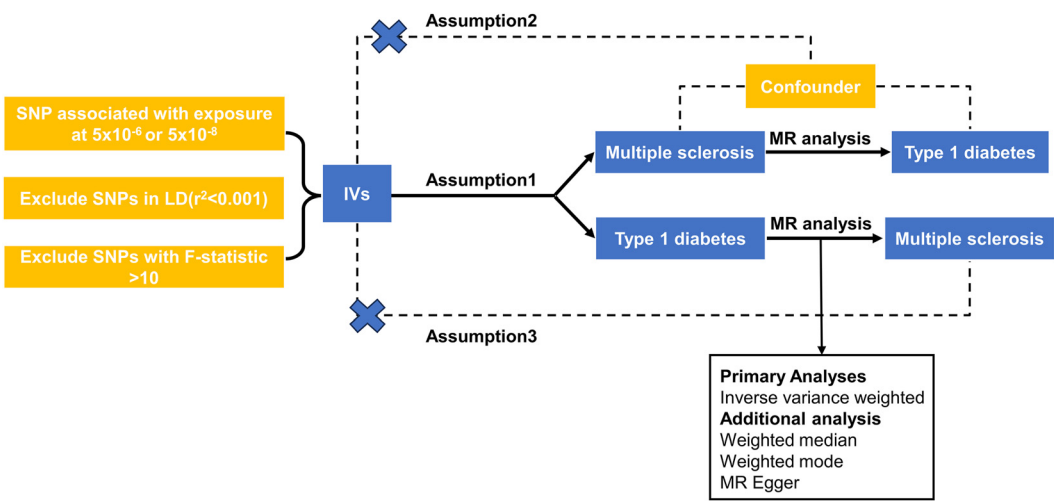 Assumption2
SNP associated with exposure
at 5x10⁻⁶ or 5x10⁻⁸
Exclude SNPs in LD(r²<0.001)
Exclude SNPs with F-statistic
>10
IVs
Assumption1
Confounder
Multiple sclerosis
MR analysis
Type 1 diabetes
Type 1 diabetes
MR analysis
Multiple sclerosis
Assumption3
Primary Analyses
Inverse variance weighted
Additional analysis
Weighted median
Weighted mode
MR Egger